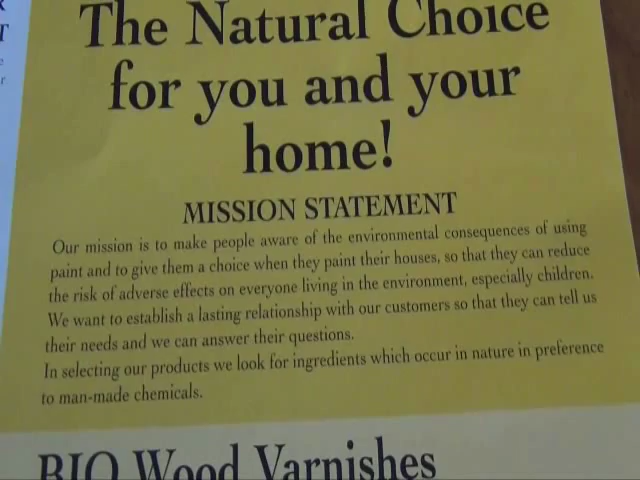 The Natural Choice
for you and your
home!
MISSION STATEMENT
Our mission is to make people aware of the environmental consequences of using
paint and to give them a choice when they paint their houses, so that they can reduce
the risk of adverse effects on everyone living in the environment, especially children.
We want to establish a lasting relationship with our customers so that they can tell us
their needs and we can answer their questions.
In selecting our products we look for ingredients which occur in nature in preference
to man-made chemicals.
BIO Wood Varnishes